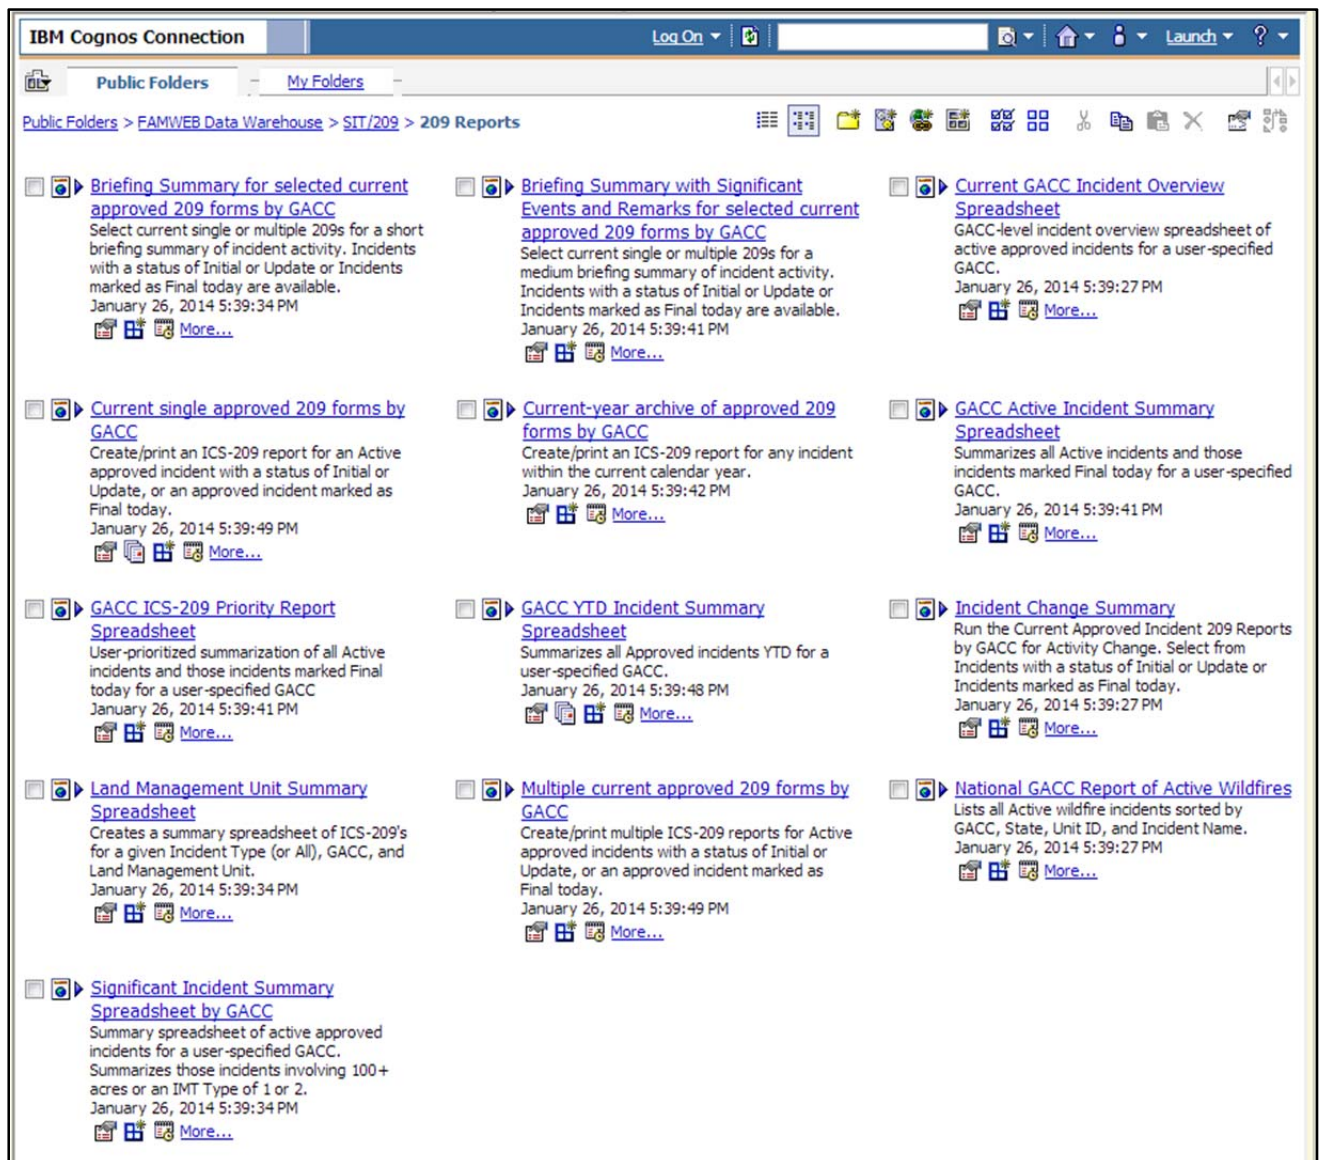 IBM Cognos Connection
Log On
Launch
?
Public Folders
My Folders
Public Folders > FAMWEB Data Warehouse > SIT/209 > 209 Reports
Briefing Summary for selected current
approved 209 forms by GACC
Select current single or multiple 209s for a short
briefing summary of incident activity. Incidents
with a status of Initial or Update or Incidents
marked as Final today are available.
January 26, 2014 5:39:34 PM
More...
Briefing Summary with Significant
Events and Remarks for selected current
approved 209 forms by GACC
Select current single or multiple 209s for a
medium briefing summary of incident activity.
Incidents with a status of Initial or Update or
Incidents marked as Final today are available.
January 26, 2014 5:39:41 PM
More...
Current GACC Incident Overview
Spreadsheet
GACC-level incident overview spreadsheet of
active approved incidents for a user-specified
GACC.
January 26, 2014 5:39:27 PM
More...
Current single approved 209 forms by
GACC
Create/print an ICS-209 report for an Active
approved incident with a status of Initial or
Update, or an approved incident marked as
Final today.
January 26, 2014 5:39:49 PM
More...
Current-year archive of approved 209
forms by GACC
Create/print an ICS-209 report for any incident
within the current calendar year.
January 26, 2014 5:39:42 PM
More...
GACC Active Incident Summary
Spreadsheet
Summarizes all Active incidents and those
incidents marked Final today for a user-specified
GACC.
January 26, 2014 5:39:41 PM
More...
GACC ICS-209 Priority Report
Spreadsheet
User-prioritized summarization of all Active
incidents and those incidents marked Final
today for a user-specified GACC
January 26, 2014 5:39:41 PM
More...
GACC YTD Incident Summary
Spreadsheet
Summarizes all Approved incidents YTD for a
user-specified GACC.
January 26, 2014 5:39:48 PM
More...
Incident Change Summary
Run the Current Approved Incident 209 Reports
by GACC for Activity Change. Select from
Incidents with a status of Initial or Update or
Incidents marked as Final today.
January 26, 2014 5:39:27 PM
More...
Land Management Unit Summary
Spreadsheet
Creates a summary spreadsheet of ICS-209's
for a given Incident Type (or All), GACC, and
Land Management Unit.
January 26, 2014 5:39:34 PM
More...
Multiple current approved 209 forms by
GACC
Create/print multiple ICS-209 reports for Active
approved incidents with a status of Initial or
Update, or an approved incident marked as
Final today.
January 26, 2014 5:39:49 PM
More...
National GACC Report of Active Wildfires
Lists all Active wildfire incidents sorted by
GACC, State, Unit ID, and Incident Name.
January 26, 2014 5:39:27 PM
More...
Significant Incident Summary
Spreadsheet by GACC
Summary spreadsheet of active approved
incidents for a user-specified GACC.
Summarizes those incidents involving 100+
acres or an IMT Type of 1 or 2.
January 26, 2014 5:39:34 PM
More...